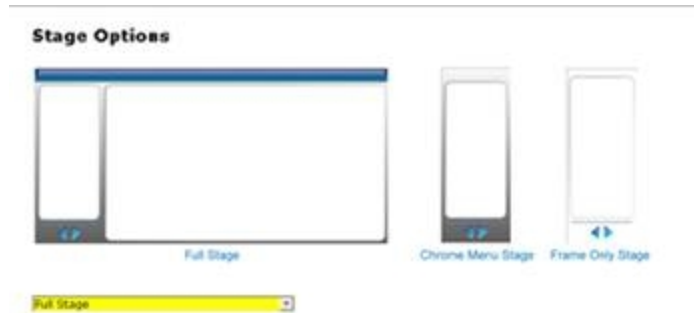 Stage Options
Full Stage
Chrome Menu Stage
Frame Only Stage
Full Stage